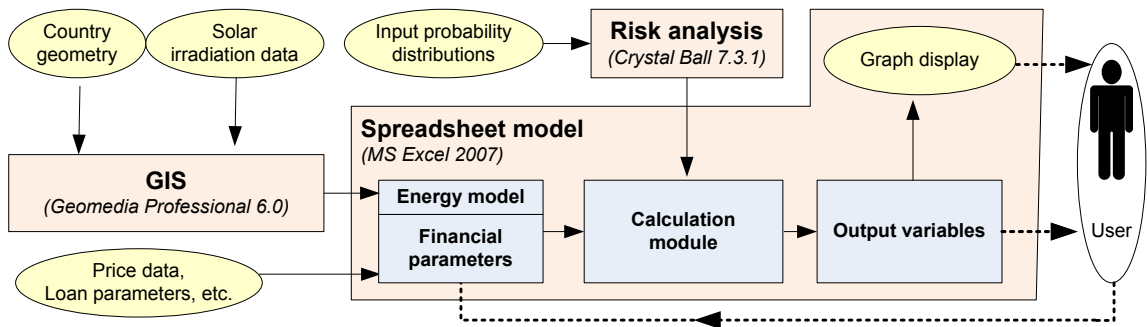 Country
geometry
Solar
irradiation data
Input probability
distributions
Risk analysis
(Crystal Ball 7.3.1)
Graph display
Spreadsheet model
(MS Excel 2007)
GIS
(Geomedia Professional 6.0)
Energy model
Financial
parameters
Calculation
module
Output variables
User
Price data,
Loan parameters, etc.